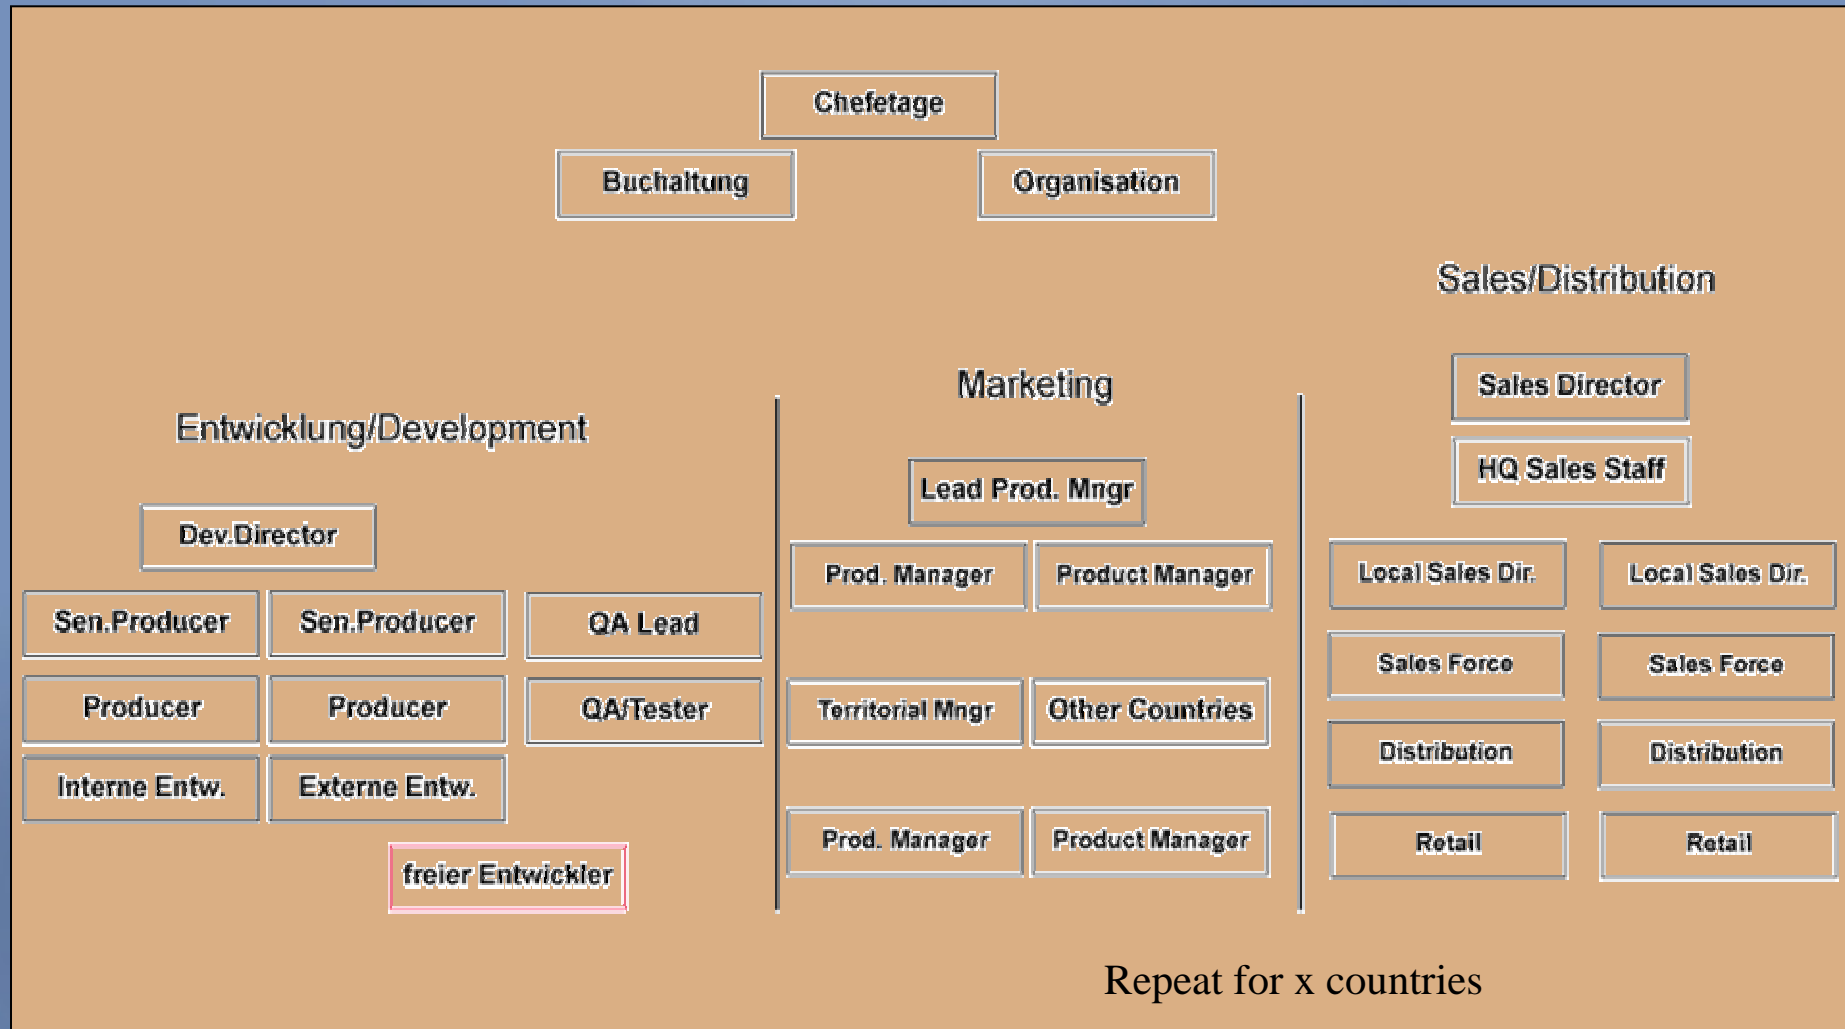 Chefetage
Buchaltung
Organisation
Entwicklung/Development
Dev.Director
Sen.Producer
Sen.Producer
QA Lead
Producer
Producer
QA/Tester
Interne Entw.
Externe Entw.
freier Entwickler
Marketing
Lead Prod. Mngr
Prod. Manager
Product Manager
Territorial Mngr
Other Countries
Prod. Manager
Product Manager
Sales/Distribution
Sales Director
HQ Sales Staff
Local Sales Dir.
Local Sales Dir.
Sales Force
Sales Force
Distribution
Distribution
Retail
Retail
Repeat for x countries